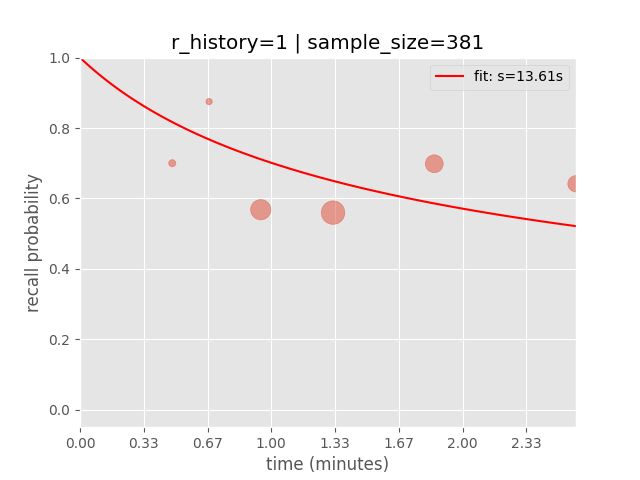 r_history=1 | sample_size=381
fit: s=13.61s
recall probability
1.0
0.8
0.6
0.4
0.2
0.0
0.00 0.33 0.67 1.00 1.33 1.67 2.00 2.33
time (minutes)